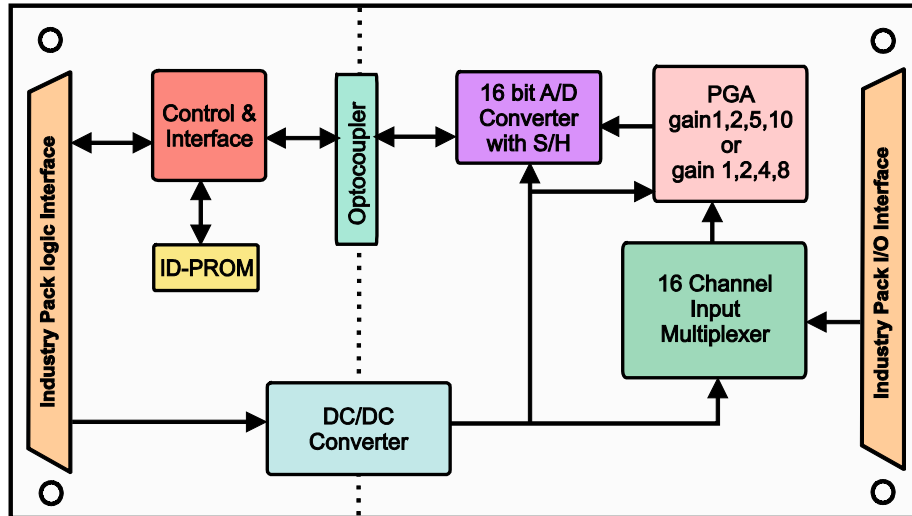 Industry Pack logic Interface
Control &
Interface
ID-PROM
Optocoupler
16 bit A/D
Converter
with S/H
PGA
gain1,2,5,10
or
gain 1,2,4,8
16 Channel
Input
Multiplexer
DC/DC
Converter
Industry Pack I/O Interface